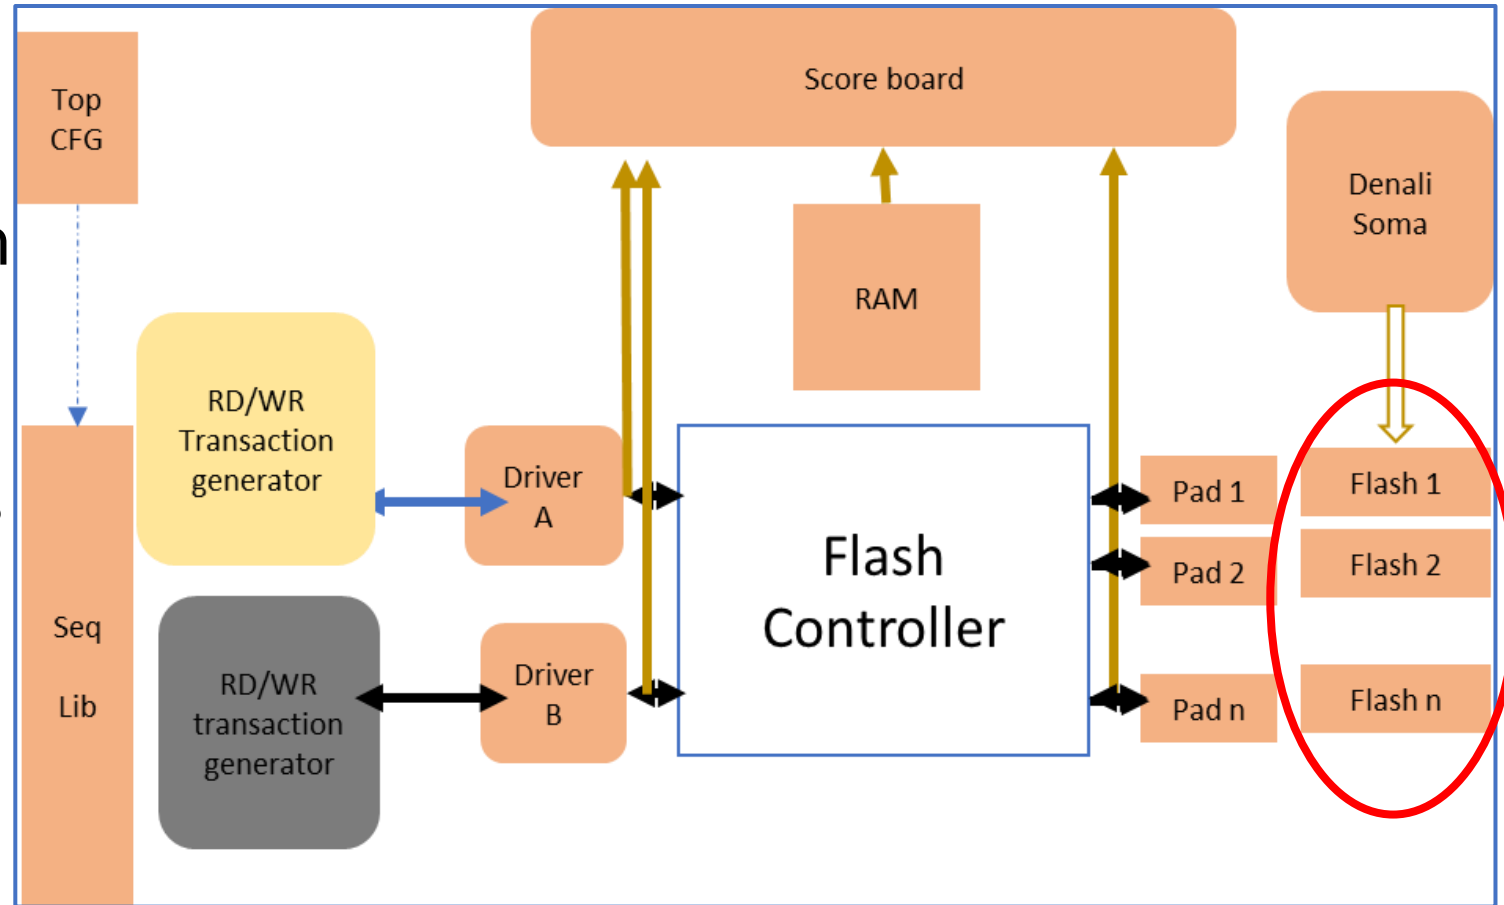 Score board
Top
CFG
Denali
Soma
n
RAM
RD/WR
Transaction
generator
Driver
A
Pad 1
Flash 1
Flash
Controller
Pad 2
Flash 2
Seq
Lib
RD/WR
transaction
generator
Driver
B
Pad n
Flash n